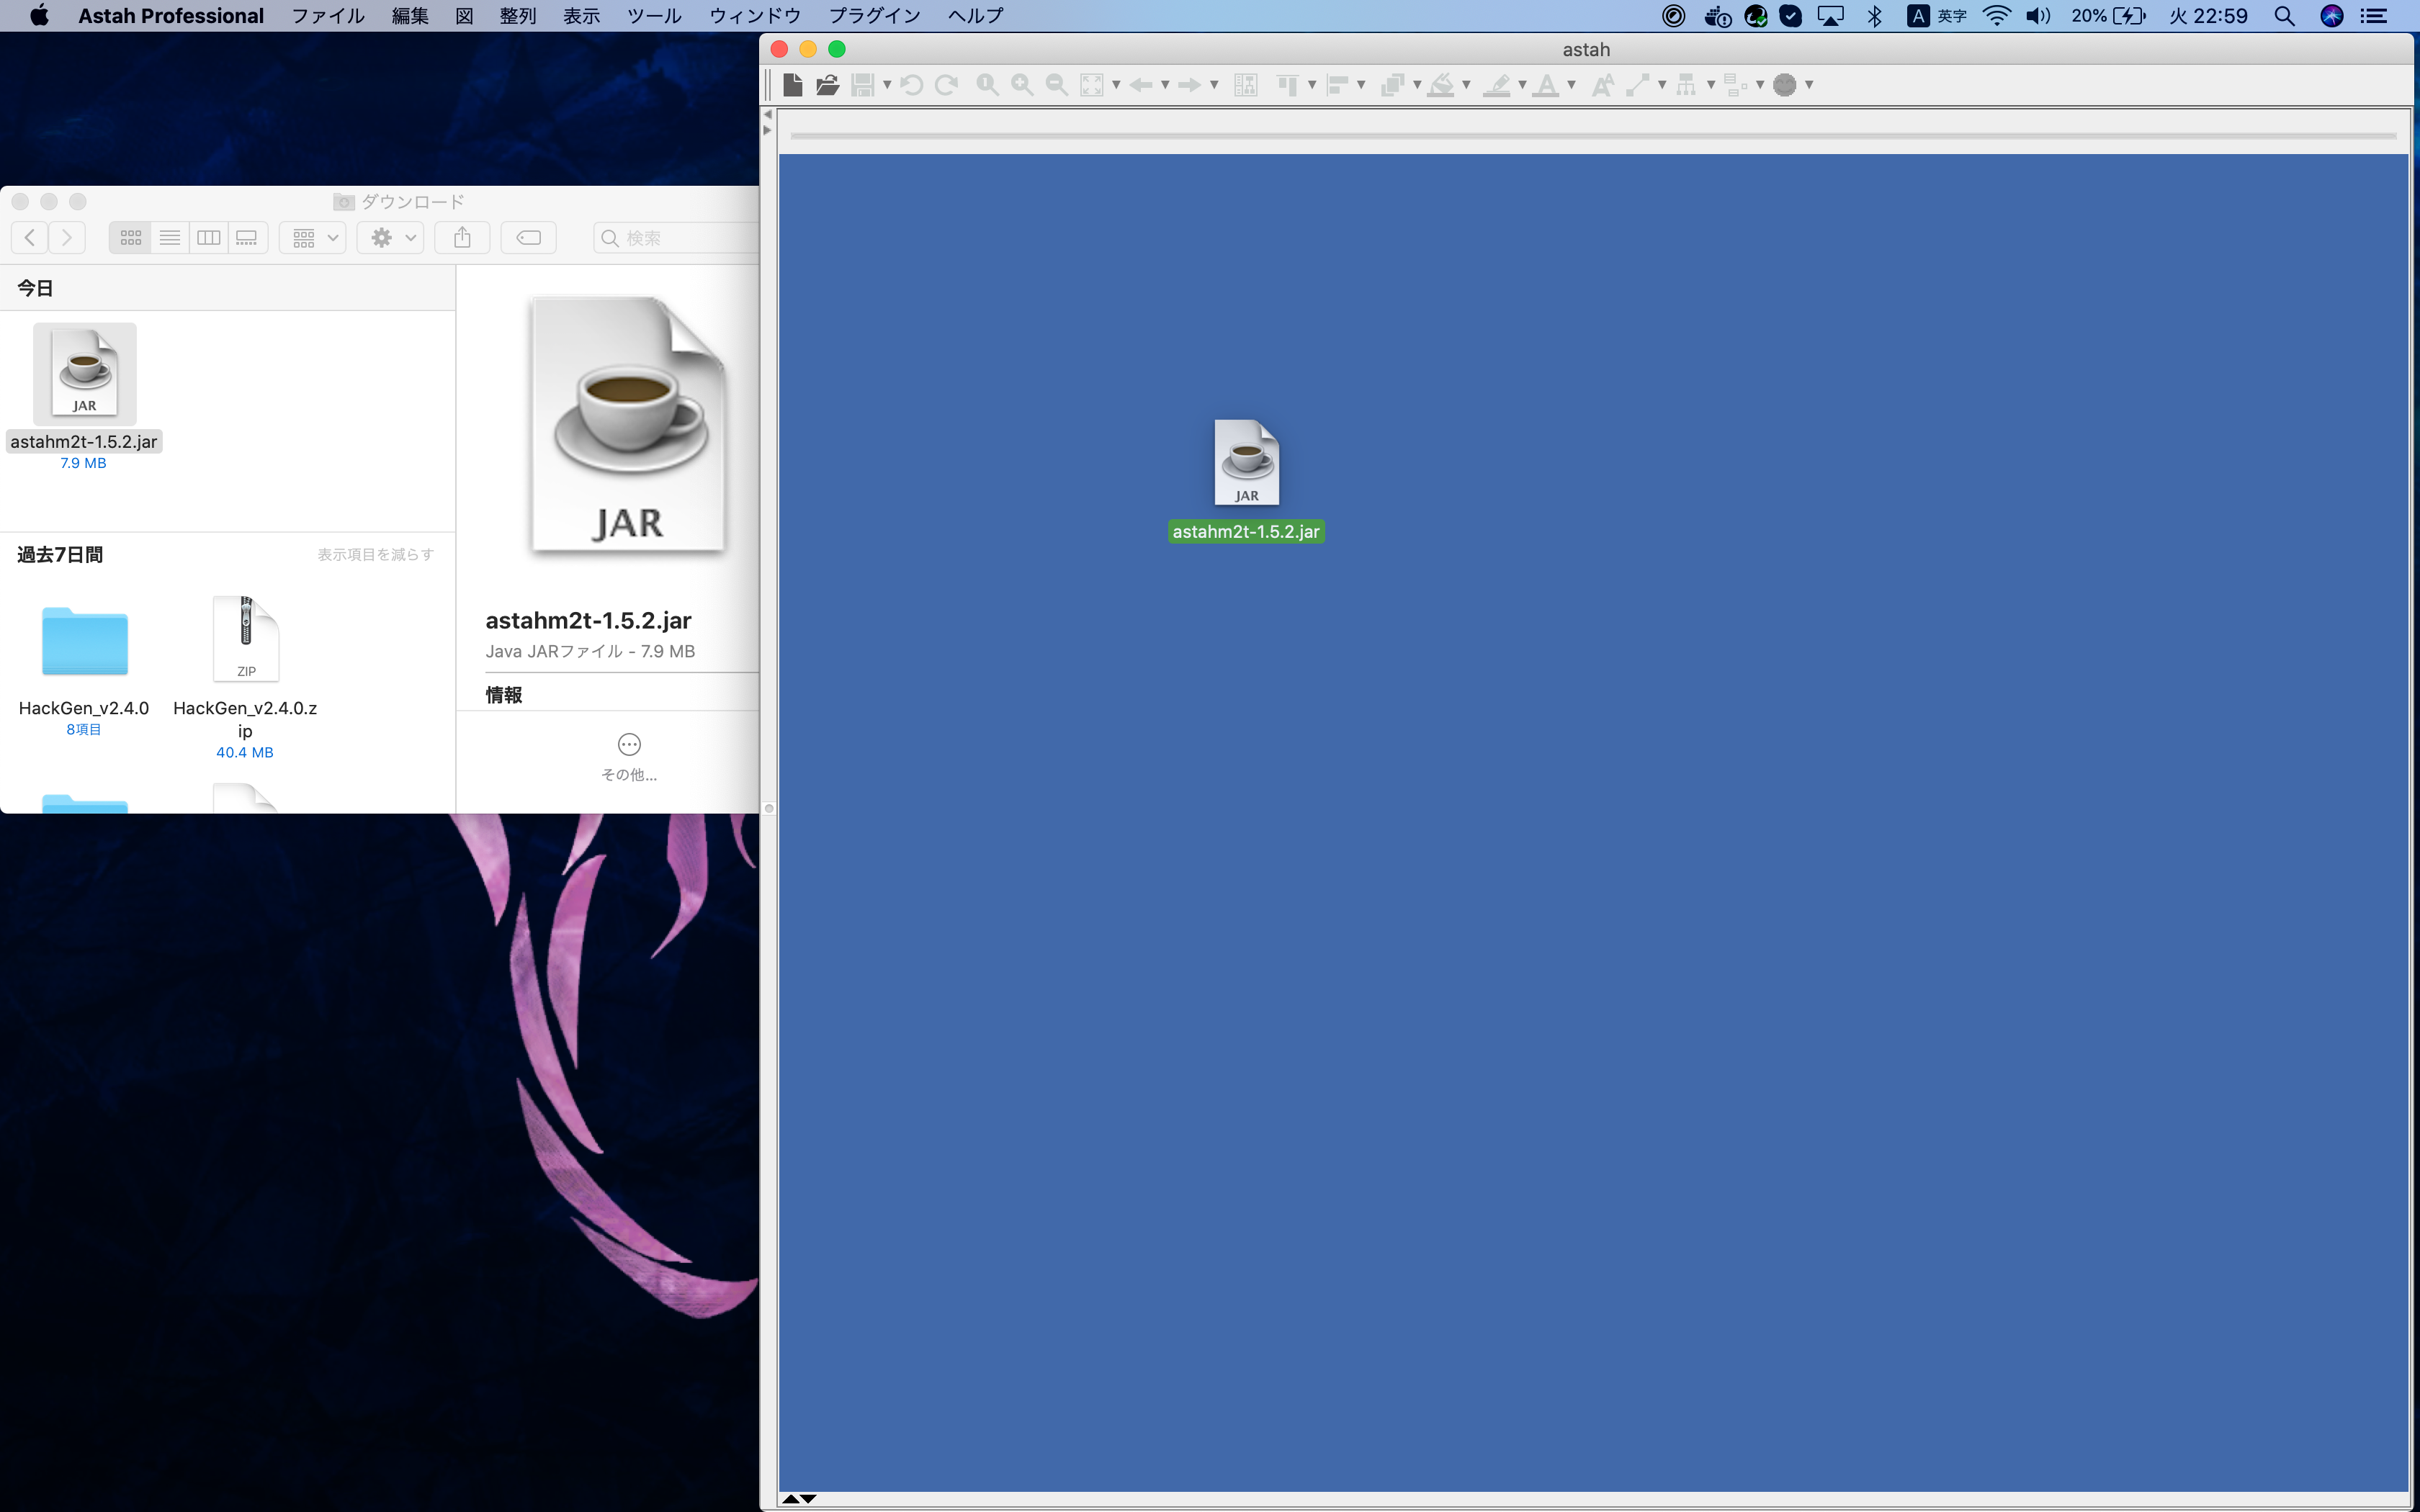 Astah Professional ファイル 編集 図 整列 表示 ツール ウィンドウ プラグイン ヘルプ A 英字 20% 火 22:59
astah
ダウンロード
検索
今日
JAR
astahm2t-1.5.2.jar
7.9 MB
過去7日間 表示項目を減らす
ZIP
HackGen_v2.4.0
8項目
HackGen_v2.4.0.z
ip
40.4 MB
JAR
astahm2t-1.5.2.jar
Java JARファイル - 7.9 MB
情報
その他...
JAR
astahm2t-1.5.2.jar